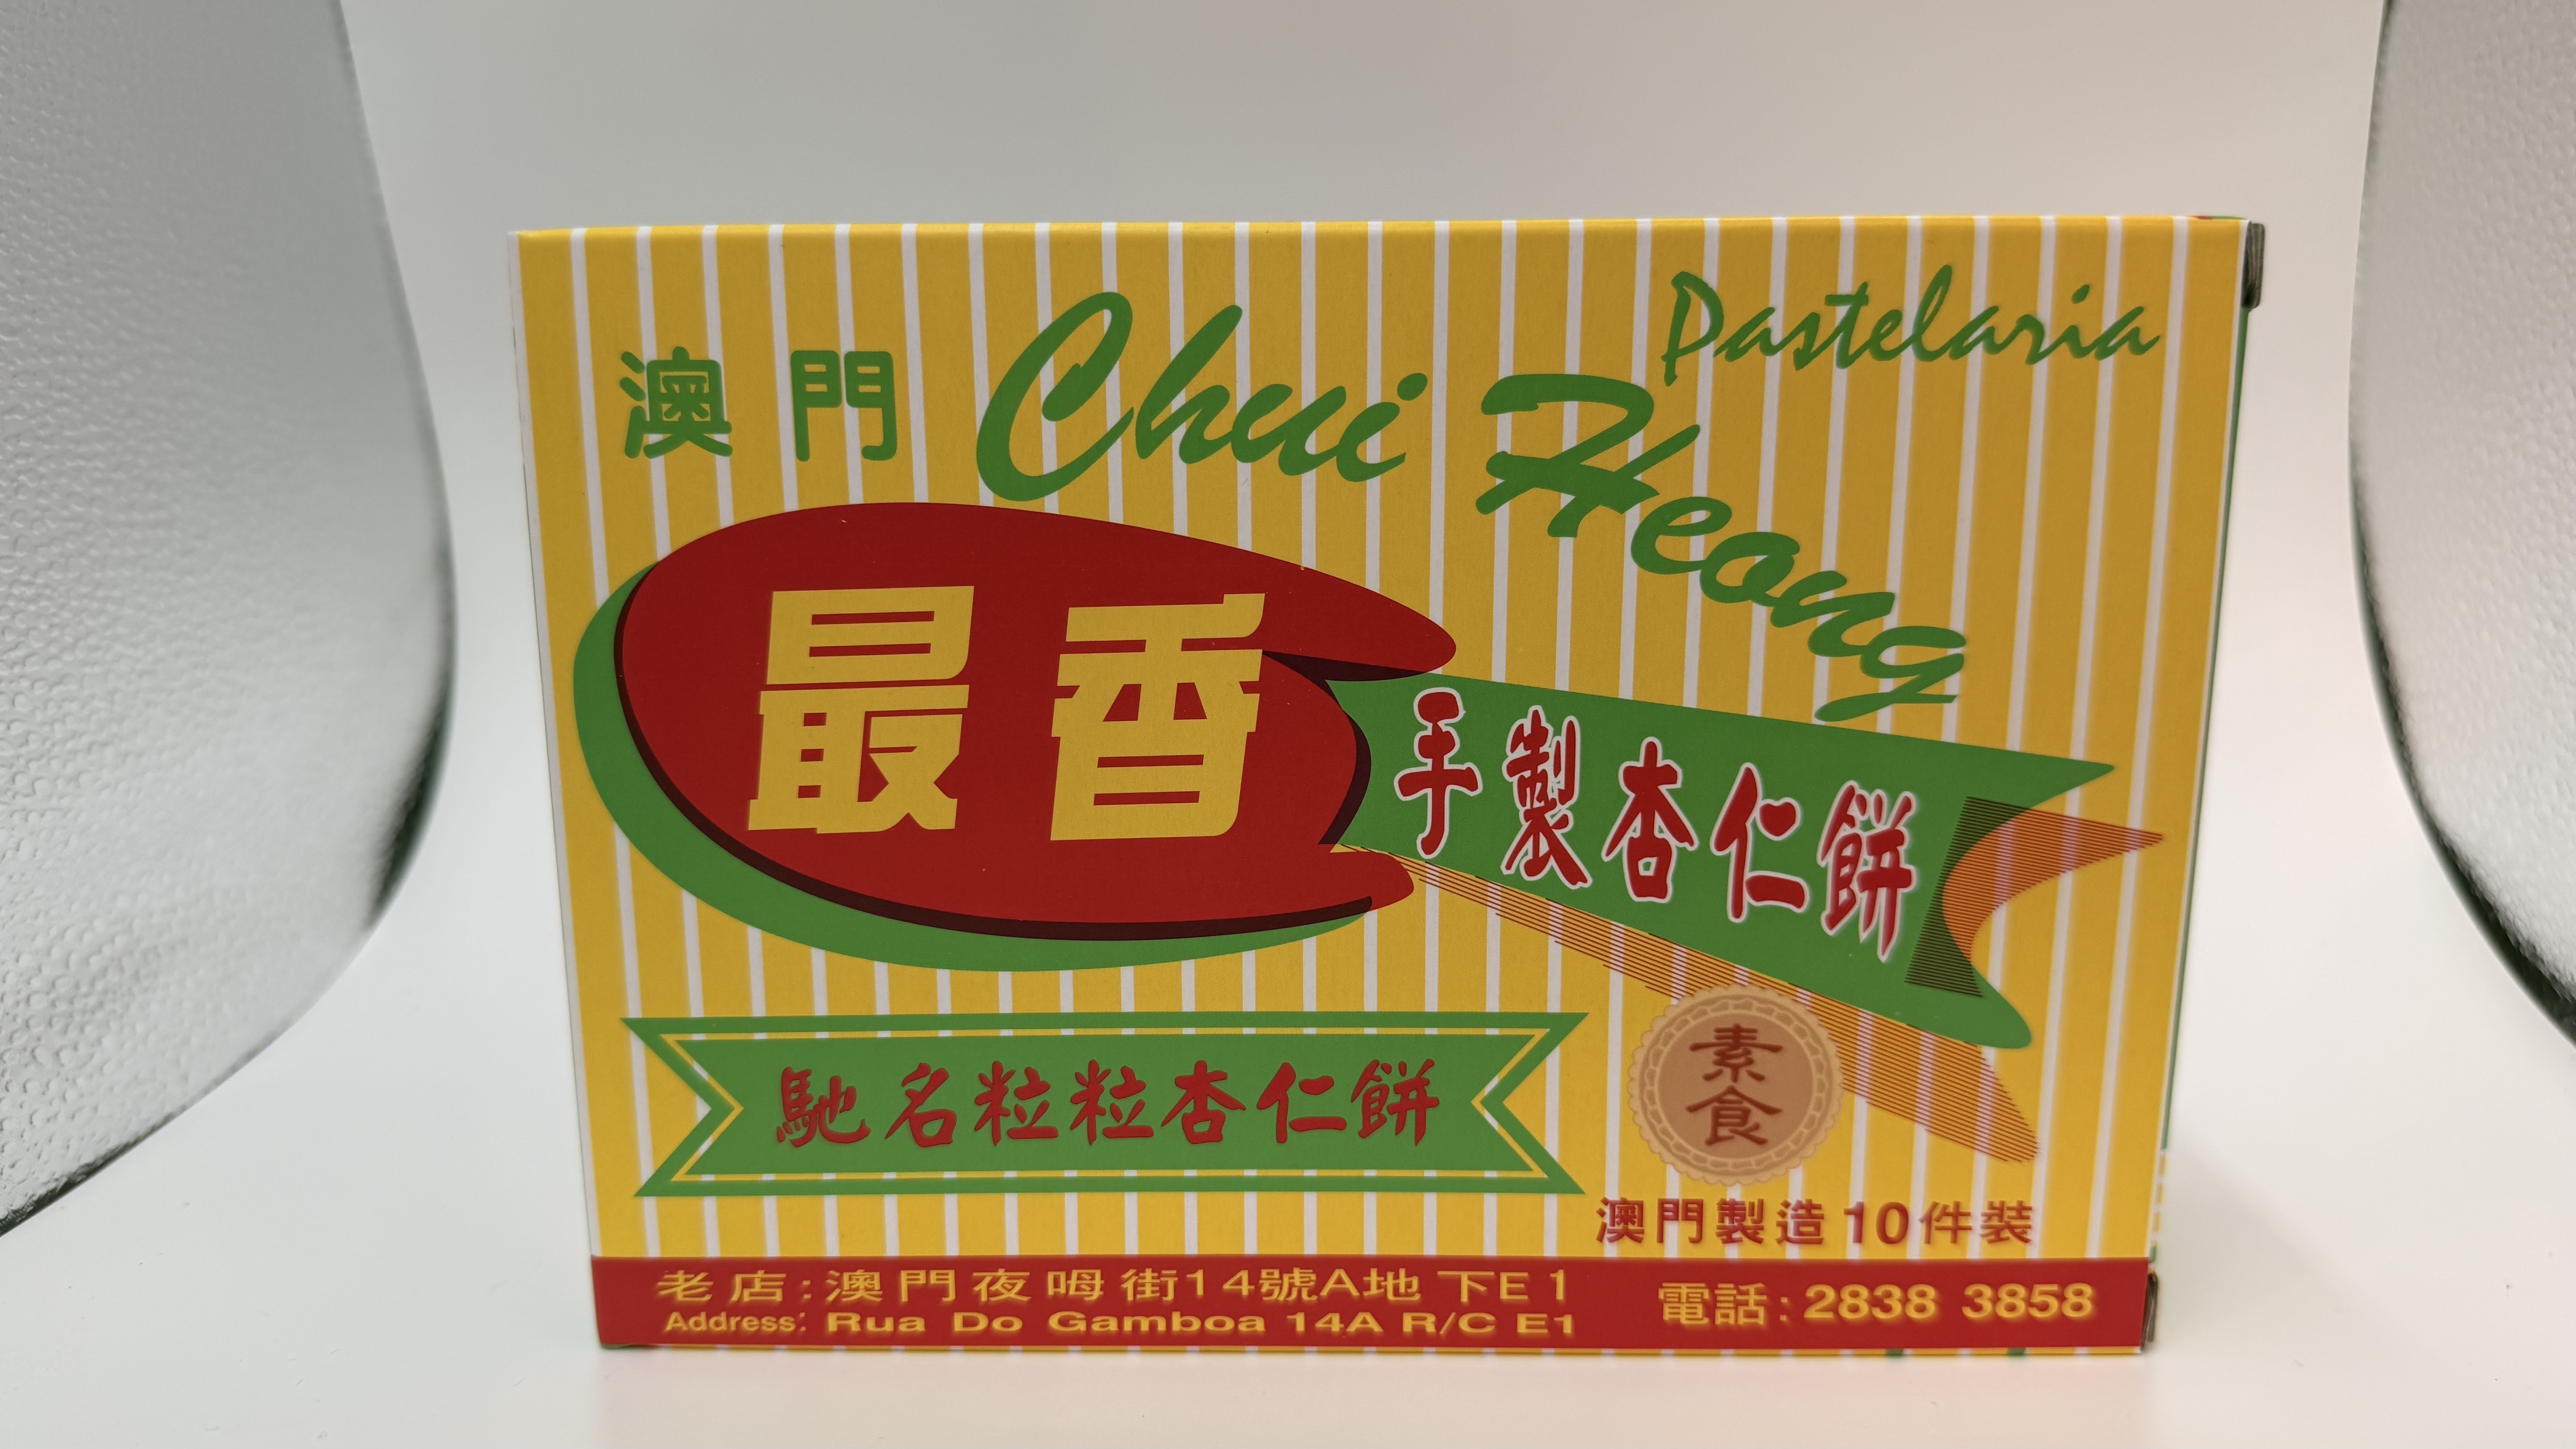 澳門 Chui Heong Pastelaria
最香
手製杏仁餅
馳名粒粒杏仁餅
素食
澳門製造 10件裝
老店:澳門夜呣街14號A地下E1
Address: Rua Do Gamboa 14A R/C E1
電話:2838 3858